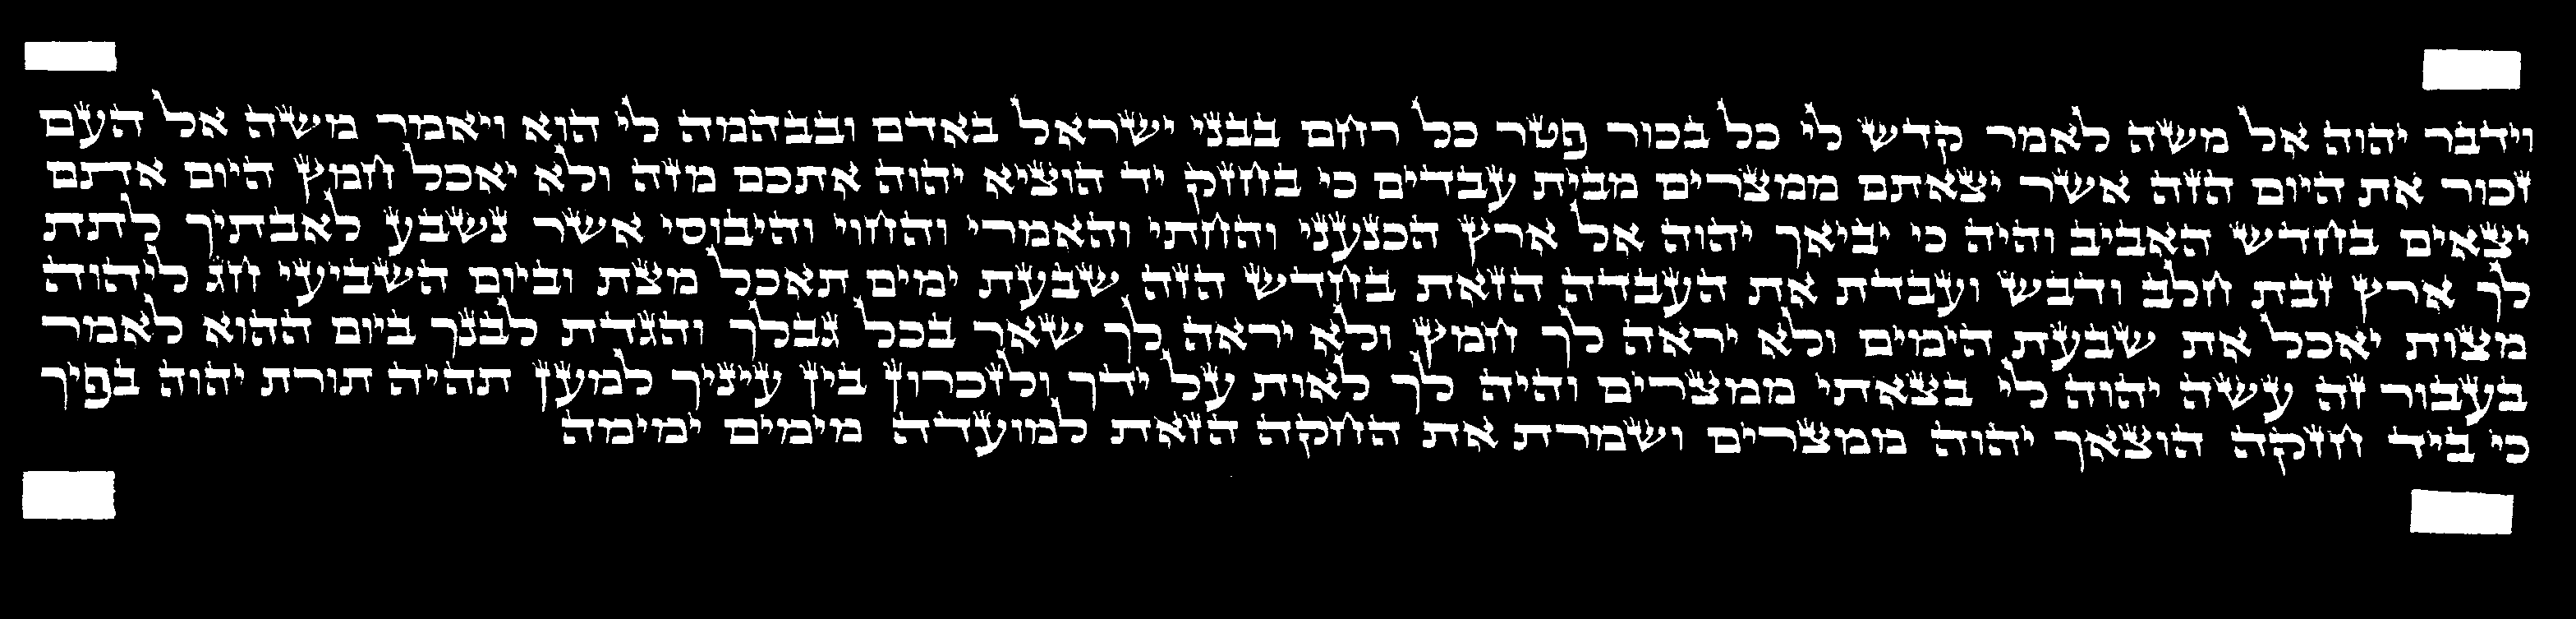 וידבר יהוה אל משה לאמר קדש לי כל בכור פטר כל רחם בבני ישראל באדם ובבהמה לי הוא ויאמר משה אל העם
זכור את היום הזה אשר יצאתם ממצרים מבית עבדים כי בחזק יד הוציא יהוה אתכם מזה ולא יאכל חמץ היום אתם
יצאים בחדש האביב והיה כי יביאך יהוה אל ארץ הכנעני והחתי והאמרי והחוי והיבוסי אשר נשבע לאבתיך לתת
לך ארץ זבת חלב ודבש ועבדת את העבדה הזאת בחדש הזה שבעת ימים תאכל מצת וביום השביעי חג ליהוה
מצות יאכל את שבעת הימים ולא יראה לך חמץ ולא יראה לך שאר בכל גבלך והגדת לבנך ביום ההוא לאמר
בעבור זה עשה יהוה לי בצאתי ממצרים והיה לך לאות על ידך ולזכרון בין עיניך למען תהיה תורת יהוה בפיך
כי ביד חזקה הוצאך יהוה ממצרים ושמרת את החקה הזאת למועדה מימים ימימה